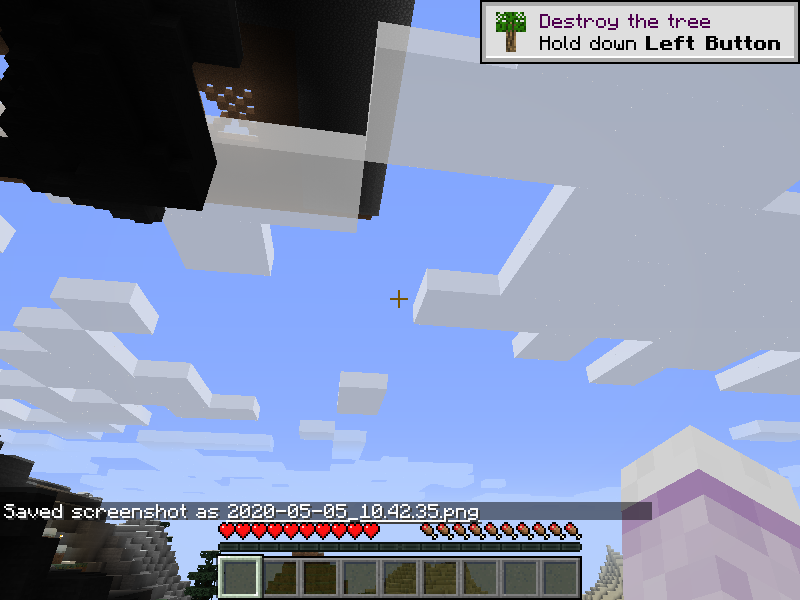 Destroy the tree
Hold down Left Button
Saved screenshot as 2020-05-05_10.42.35.png